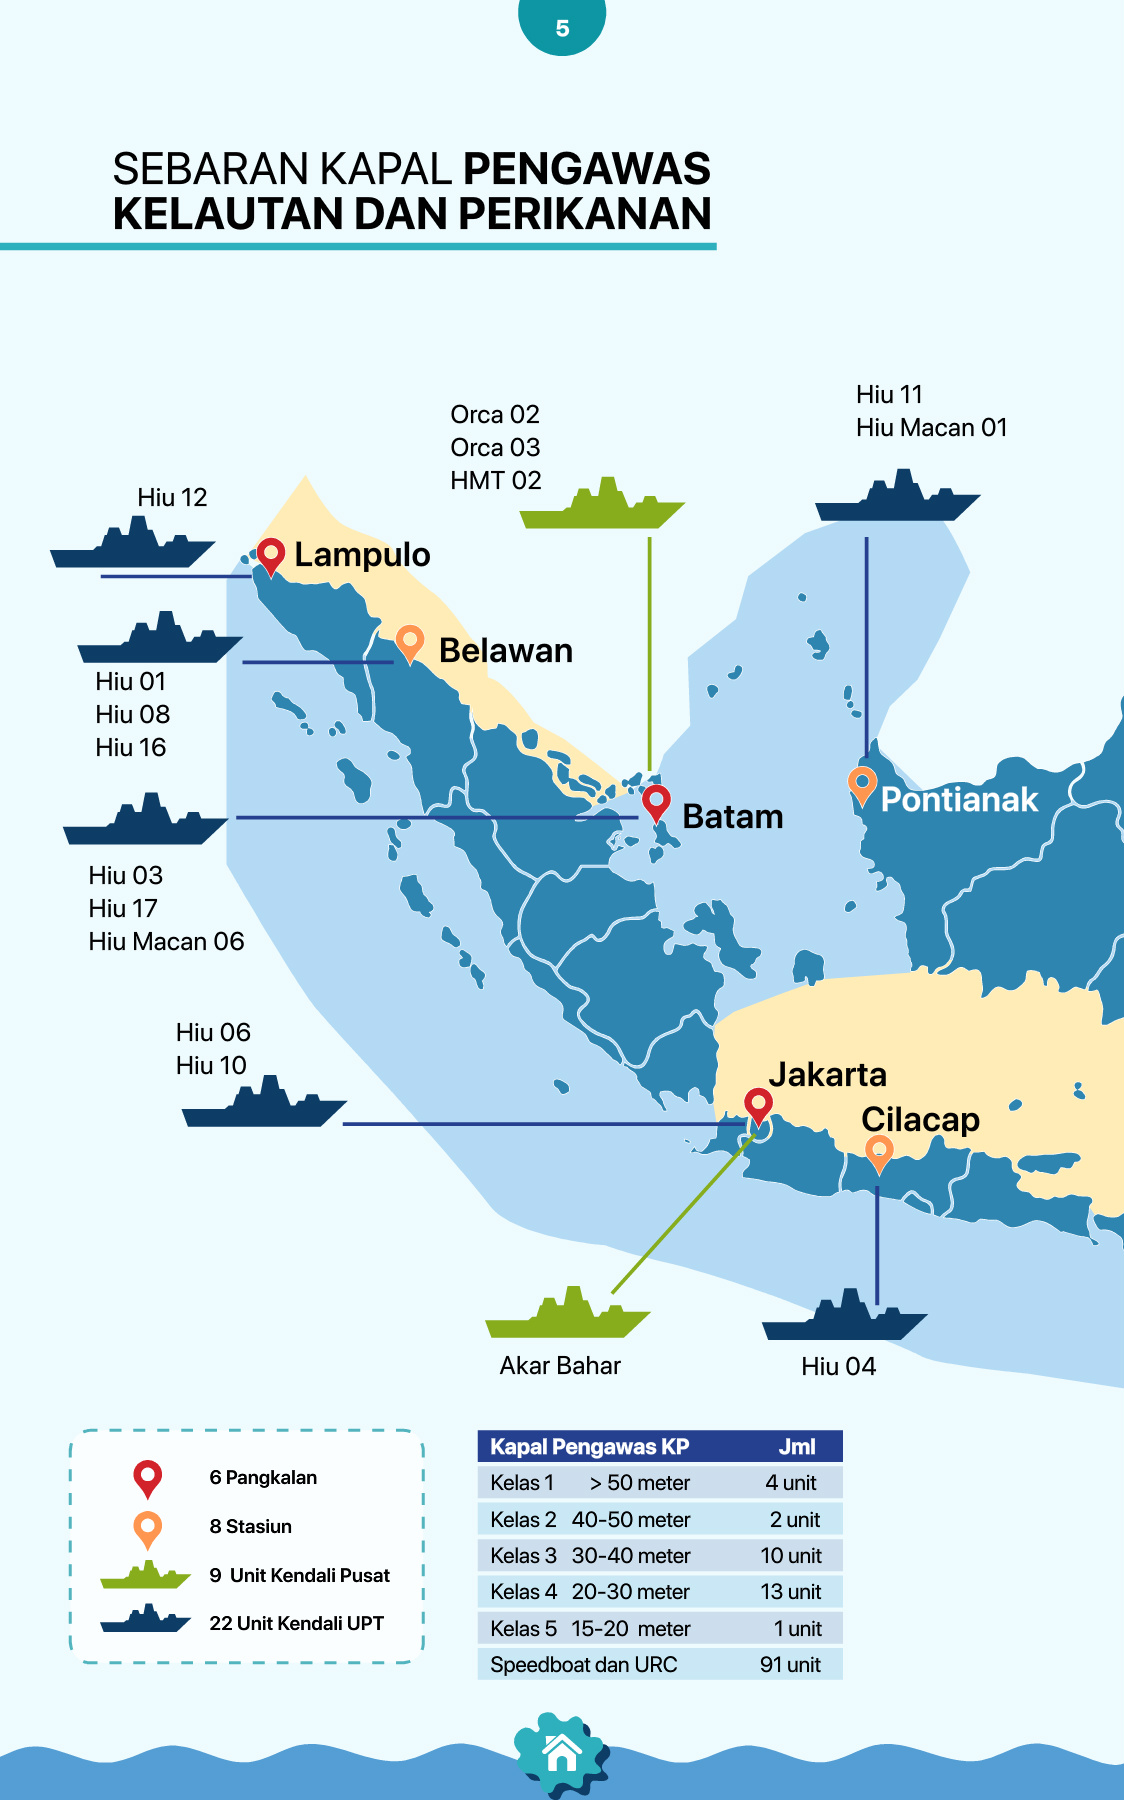 5
SEBARAN KAPAL PENGAWAS
KELAUTAN DAN PERIKANAN
Hiu 11
Hiu Macan 01
Orca 02
Orca 03
HMT 02
Hiu 12
Lampulo
Belawan
Hiu 01
Hiu 08
Hiu 16
Pontianak
Batam
Hiu 03
Hiu 17
Hiu Macan 06
Hiu 06
Hiu 10
Jakarta
Cilacap
Akar Bahar
Hiu 04
6 Pangkalan
8 Stasiun
9 Unit Kendali Pusat
22 Unit Kendali UPT
Kapal Pengawas KP Jml
Kelas 1 > 50 meter 4 unit
Kelas 2 40-50 meter 2 unit
Kelas 3 30-40 meter 10 unit
Kelas 4 20-30 meter 13 unit
Kelas 5 15-20 meter 1 unit
Speedboat dan URC 91 unit